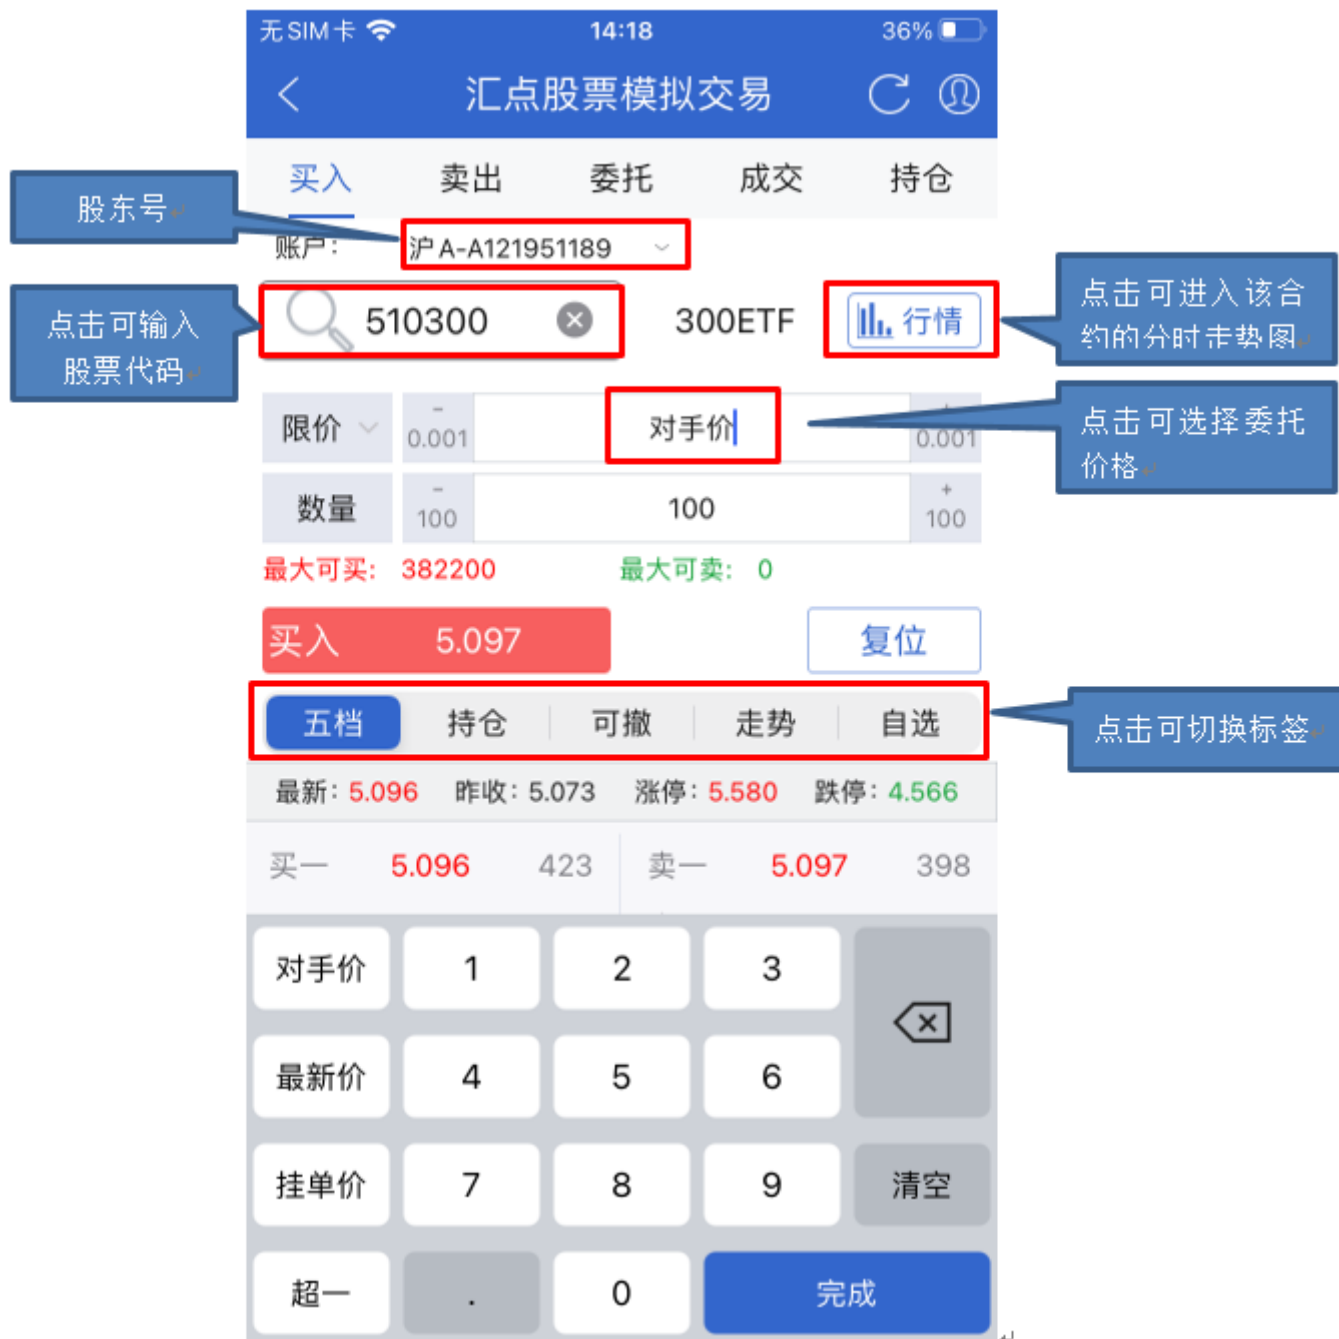 无SIM卡 14:18 36%
汇点股票模拟交易
买入 卖出 委托 成交 持仓
股东号
账户: 沪A-A121951189
点击可输入
股票代码
510300 300ETF 行情
点击可进入该合
约的分时走势图
限价 - 0.001 对手价 + 0.001
点击可选择委托
价格
数量 - 100 100 + 100
最大可买: 382200 最大可卖: 0
买入 5.097 复位
五档 持仓 可撤 走势 自选
点击可切换标签
最新: 5.096 昨收: 5.073 涨停: 5.580 跌停: 4.566
买一 5.096 423 卖一 5.097 398
对手价 1 2 3
最新价 4 5 6
挂单价 7 8 9 清空
超一 . 0 完成